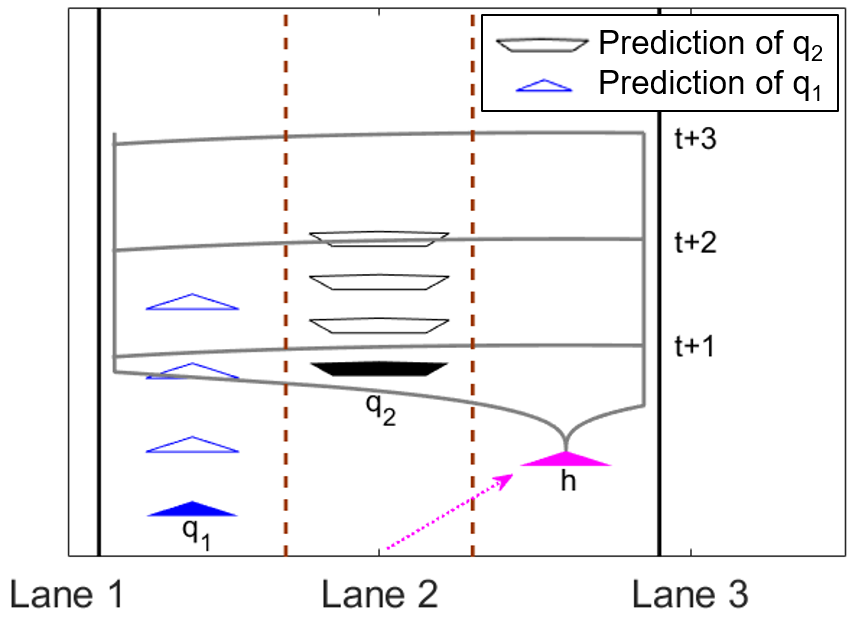 Prediction of q2
Prediction of q1
t+3
t+2
t+1
q2
h
q1
Lane 1 Lane 2 Lane 3